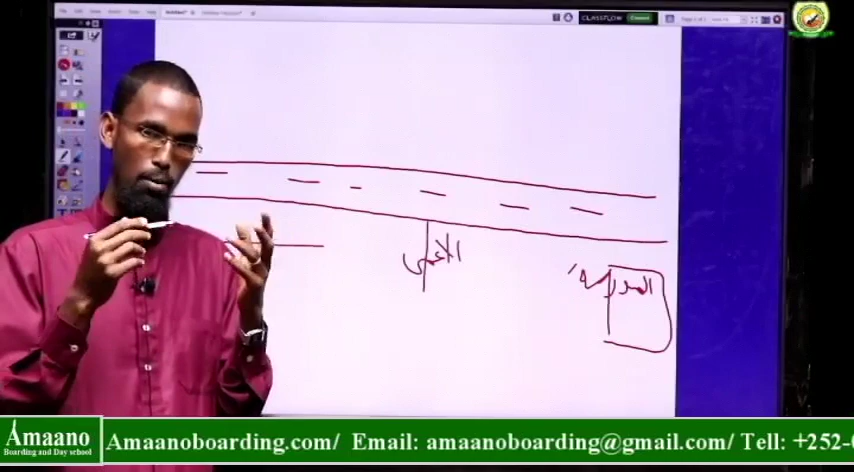 CLASSFLOW
الأعمى
المدرسة
Amaano
Boarding and Day school
Amaanoboarding.com/ Email: amaanoboarding@gmail.com/ Tell: +252-